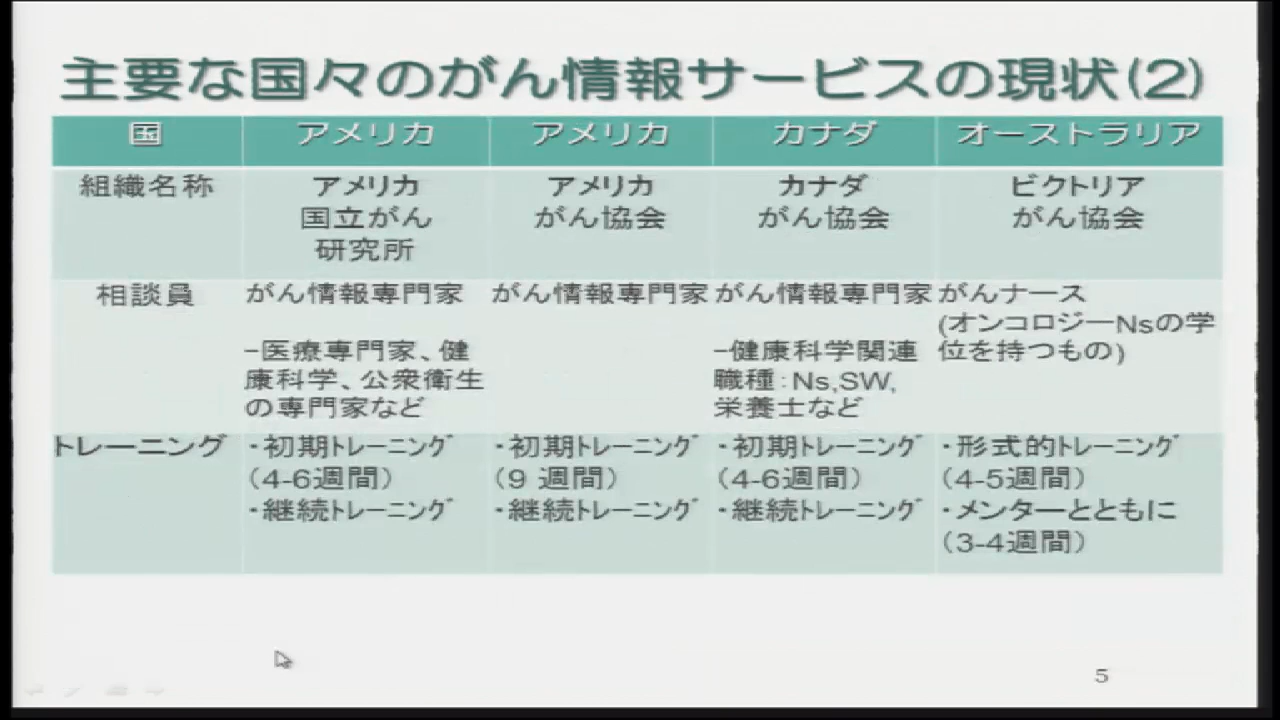 主要な国々のがん情報サービスの現状(2)
国 アメリカ アメリカ カナダ オーストラリア
組織名称
アメリカ
国立がん
研究所
アメリカ
がん協会
カナダ
がん協会
ビクトリア
がん協会
相談員
がん情報専門家
−医療専門家、健
康科学、公衆衛生
の専門家など
がん情報専門家
がん情報専門家
−健康科学関連
職種：Ns,SW,
栄養士など
がんナース
(オンコロジーNsの学
位を持つもの)
トレーニング
・初期ﾄﾚｰﾆﾝｸﾞ
（4-6週間）
・継続ﾄﾚｰﾆﾝｸﾞ
・初期ﾄﾚｰﾆﾝｸﾞ
（9 週間）
・継続ﾄﾚｰﾆﾝｸﾞ
・初期ﾄﾚｰﾆﾝｸﾞ
（4-6週間）
・継続ﾄﾚｰﾆﾝｸﾞ
・形式的ﾄﾚｰﾆﾝｸﾞ
（4-5週間）
・メンターとともに
（3-4週間）
5